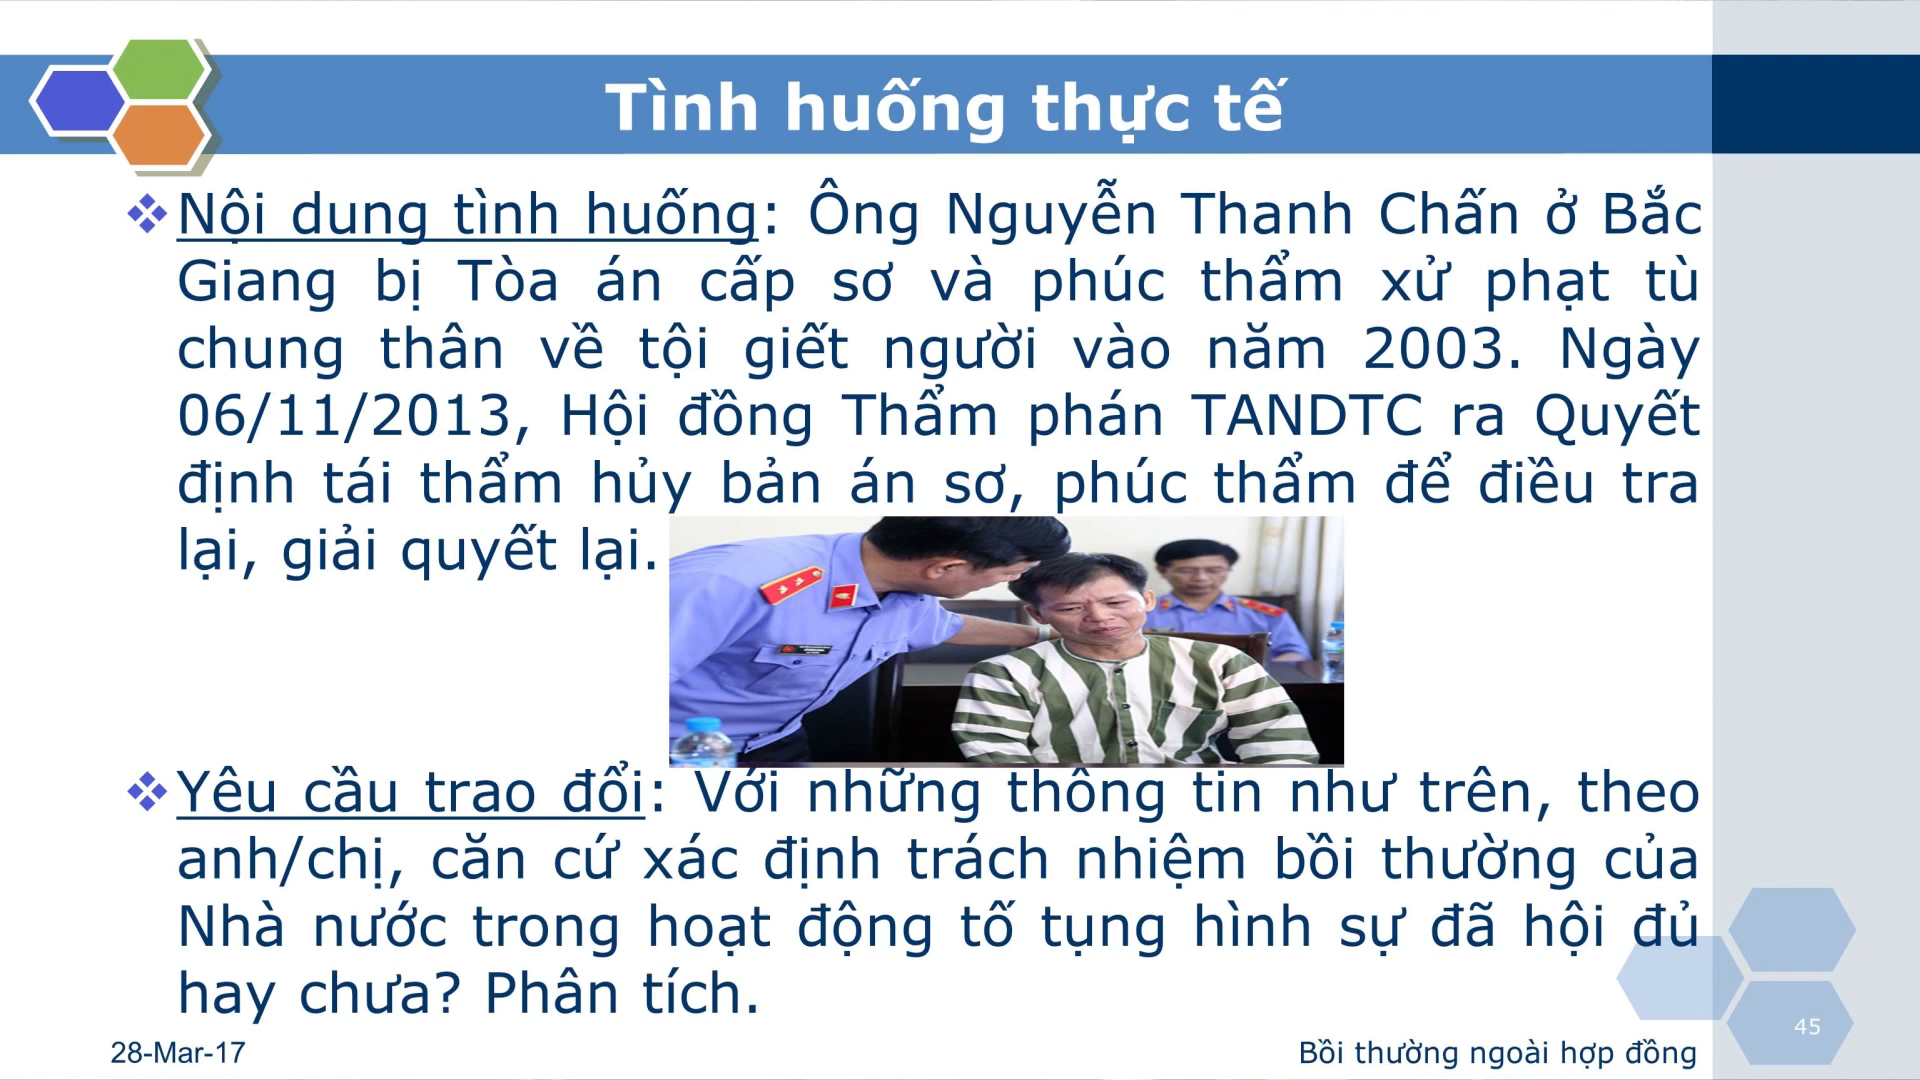 Tình huống thực tế
Nội dung tình huống: Ông Nguyễn Thanh Chấn ở Bắc
Giang bị Tòa án cấp sơ và phúc thẩm xử phạt tù
chung thân về tội giết người vào năm 2003. Ngày
06/11/2013, Hội đồng Thẩm phán TANDTC ra Quyết
định tái thẩm hủy bản án sơ, phúc thẩm để điều tra
lại, giải quyết lại.
Yêu cầu trao đổi: Với những thông tin như trên, theo
anh/chị, căn cứ xác định trách nhiệm bồi thường của
Nhà nước trong hoạt động tố tụng hình sự đã hội đủ
hay chưa? Phân tích.
28-Mar-17
Bồi thường ngoài hợp đồng
45